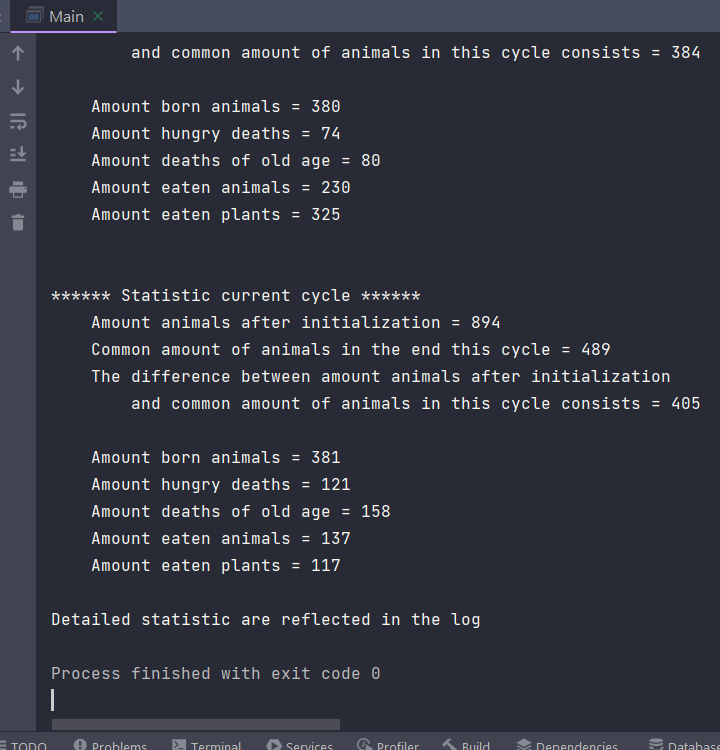 Main
and common amount of animals in this cycle consists = 384
Amount born animals = 380
Amount hungry deaths = 74
Amount deaths of old age = 80
Amount eaten animals = 230
Amount eaten plants = 325
****** Statistic current cycle ******
Amount animals after initialization = 894
Common amount of animals in the end this cycle = 489
The difference between amount animals after initialization
and common amount of animals in this cycle consists = 405
Amount born animals = 381
Amount hungry deaths = 121
Amount deaths of old age = 158
Amount eaten animals = 137
Amount eaten plants = 117
Detailed statistic are reflected in the log
Process finished with exit code 0
TODO Problems Terminal Services Profiler Build Dependencies Database